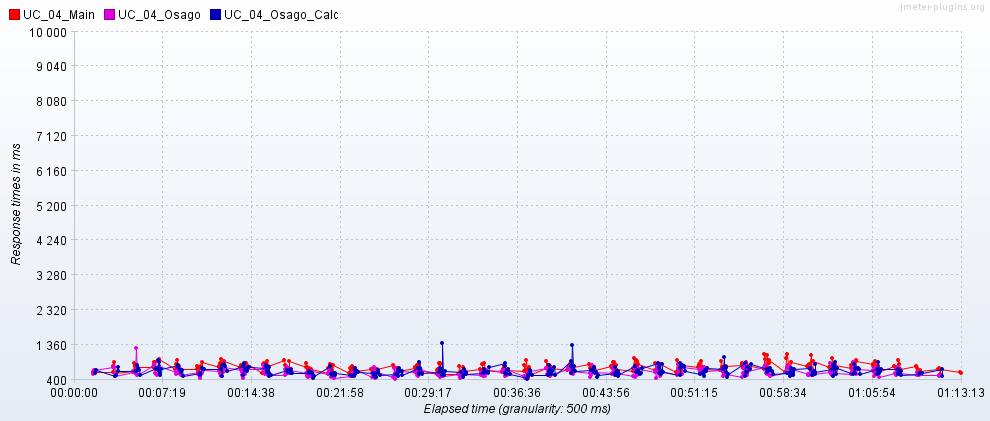 UC_04_Main UC_04_Osago UC_04_Osago_Calc
jmeter-plugins.org
10 000
9 040
8 080
7 120
6 160
5 200
4 240
3 280
2 320
1 360
400
Response times in ms
00:00:00 00:07:19 00:14:38 00:21:58 00:29:17 00:36:36 00:43:56 00:51:15 00:58:34 01:05:54 01:13:13
Elapsed time (granularity: 500 ms)